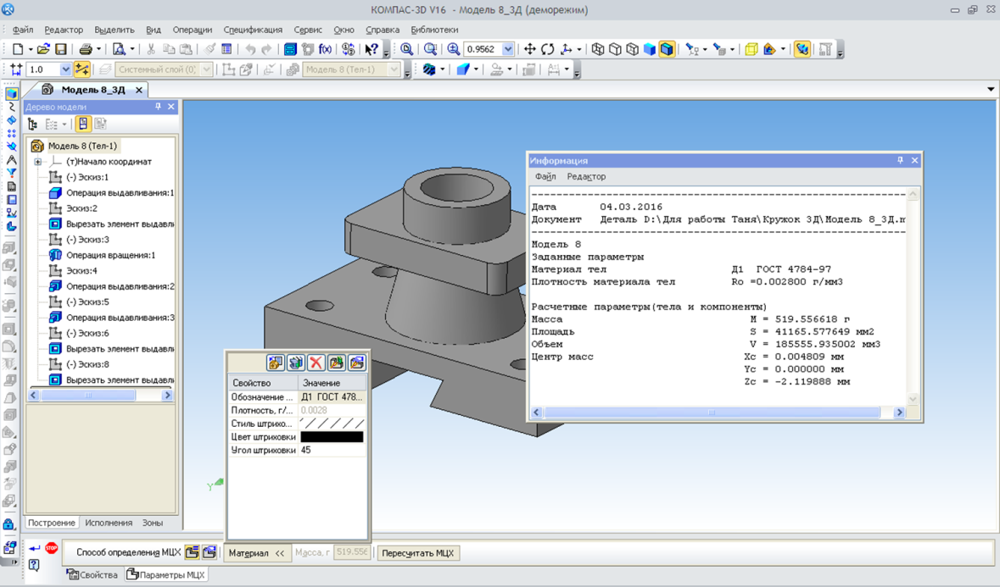 КОМПАС-3D V16 - Модель 8_3Д (деморежим)
Файл Редактор Выделить Вид Операции Спецификация Сервис Окно Справка Библиотеки
0.9562
1.0 Системный слой (0) Модель 8 (Тел-1)
Модель 8_3Д
Дерево модели
Модель 8 (Тел-1)
(т)Начало координат
(-) Эскиз:1
Операция выдавливания:1
Эскиз:2
Вырезать элемент выдавли
(-) Эскиз:3
Операция вращения:1
Эскиз:4
Операция выдавливания:2
(-) Эскиз:5
Операция выдавливания:3
(-) Эскиз:6
Вырезать элемент выдавли
(-) Эскиз:8
Вырезать элемент выдавли
Построение Исполнения Зоны
Информация
Файл Редактор
Дата 04.03.2016
Документ Деталь D:\Для работы Таня\Кружок 3Д\Модель 8_3Д.m
Модель 8
Заданные параметры
Материал тел Д1 ГОСТ 4784-97
Плотность материала тел Ro =0.002800 г/мм3
Расчетные параметры(тела и компоненты)
Масса M = 519.556618 г
Площадь S = 41165.577649 мм2
Объем V = 185555.935002 мм3
Центр масс Xc = 0.004809 мм
Yc = 0.000000 мм
Zc = -2.119888 мм
Свойство Значение
Обозначение ... Д1 ГОСТ 478...
Плотность, г/... 0.0028
Стиль штрихо...
Цвет штриховки
Угол штриховки 45
Y
STOP Способ определения МЦХ Материал << Масса, г 519.556 Пересчитать МЦХ
Свойства Параметры МЦХ